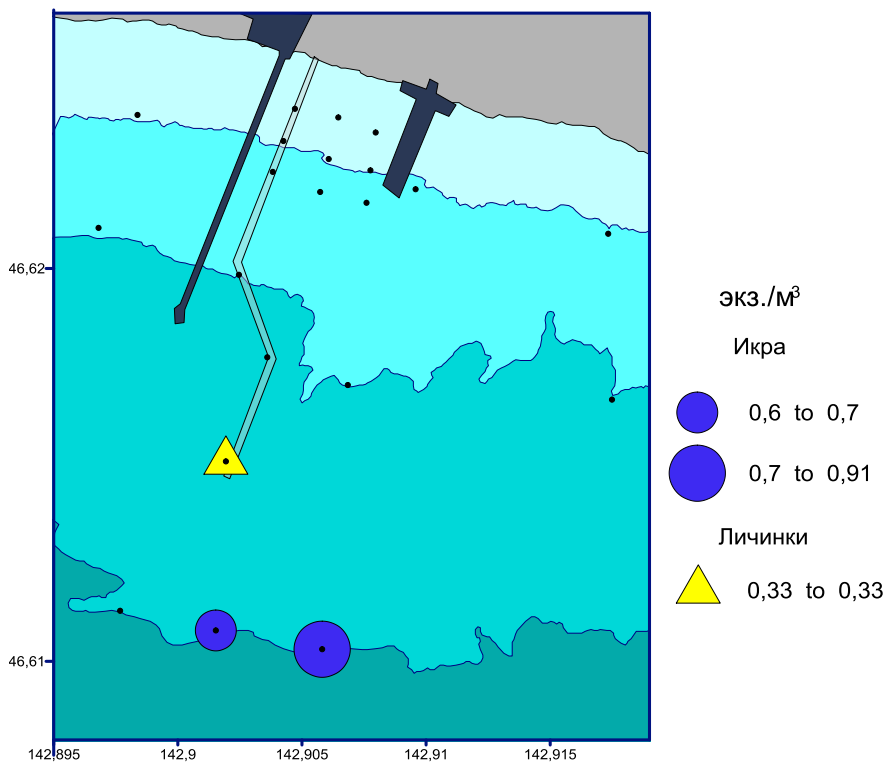 46,62
46,61
142,895 142,9 142,905 142,91 142,915
экз./м³
Икра
0,6 to 0,7
0,7 to 0,91
Личинки
0,33 to 0,33